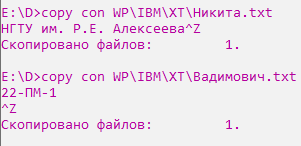 E:\D>copy con WP\IBM\XT\Никита.txt
НГТУ им. Р.Е. Алексеева^Z
Скопировано файлов:         1.
E:\D>copy con WP\IBM\XT\Вадимович.txt
22-ПМ-1
^Z
Скопировано файлов:         1.